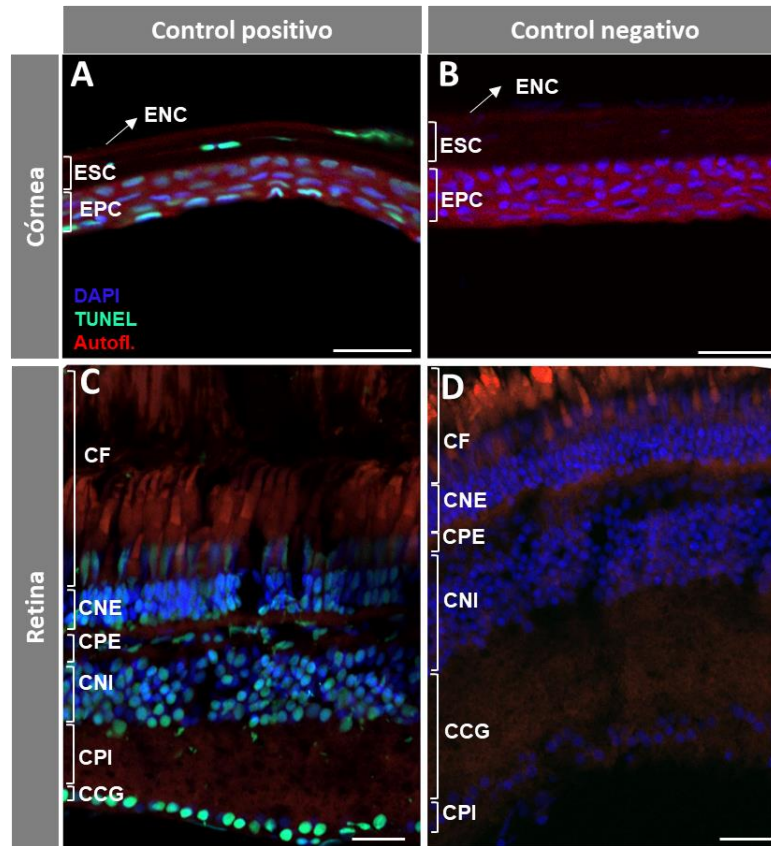 Control positivo
Control negativo
Córnea
A
ENC
ESC
EPC
DAPI
TUNEL
Autofl.
B
ENC
ESC
EPC
Retina
C
CF
CNE
CPE
CNI
CPI
CCG
D
CF
CNE
CPE
CNI
CCG
CPI